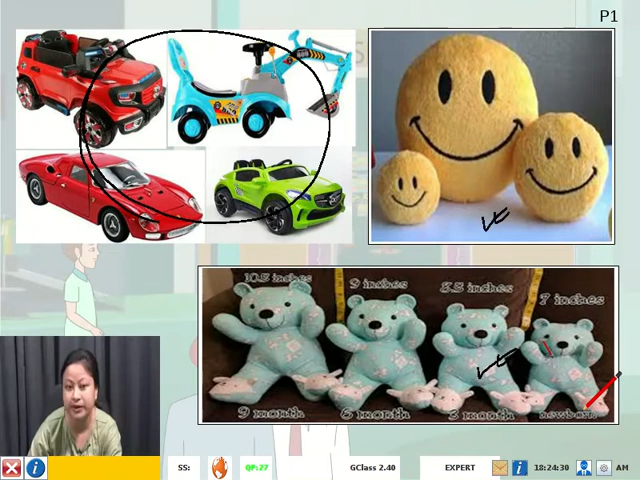 P1
10.5 inches
9 inches
8.5 inches
7 inches
9 month
6 month
3 month
newborn
SS:
QP:27
GClass 2.40
EXPERT
18:24:30
AM